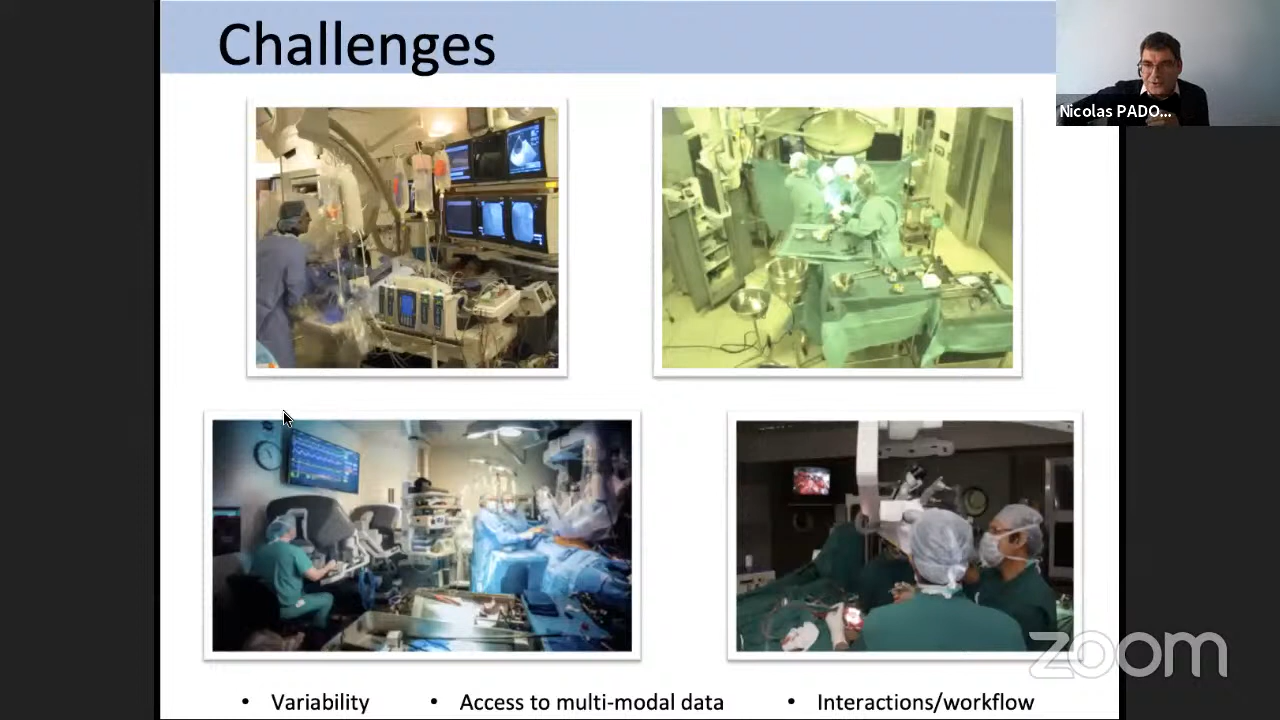 Challenges
Nicolas PADO...
zoom
• Variability • Access to multi-modal data • Interactions/workflow